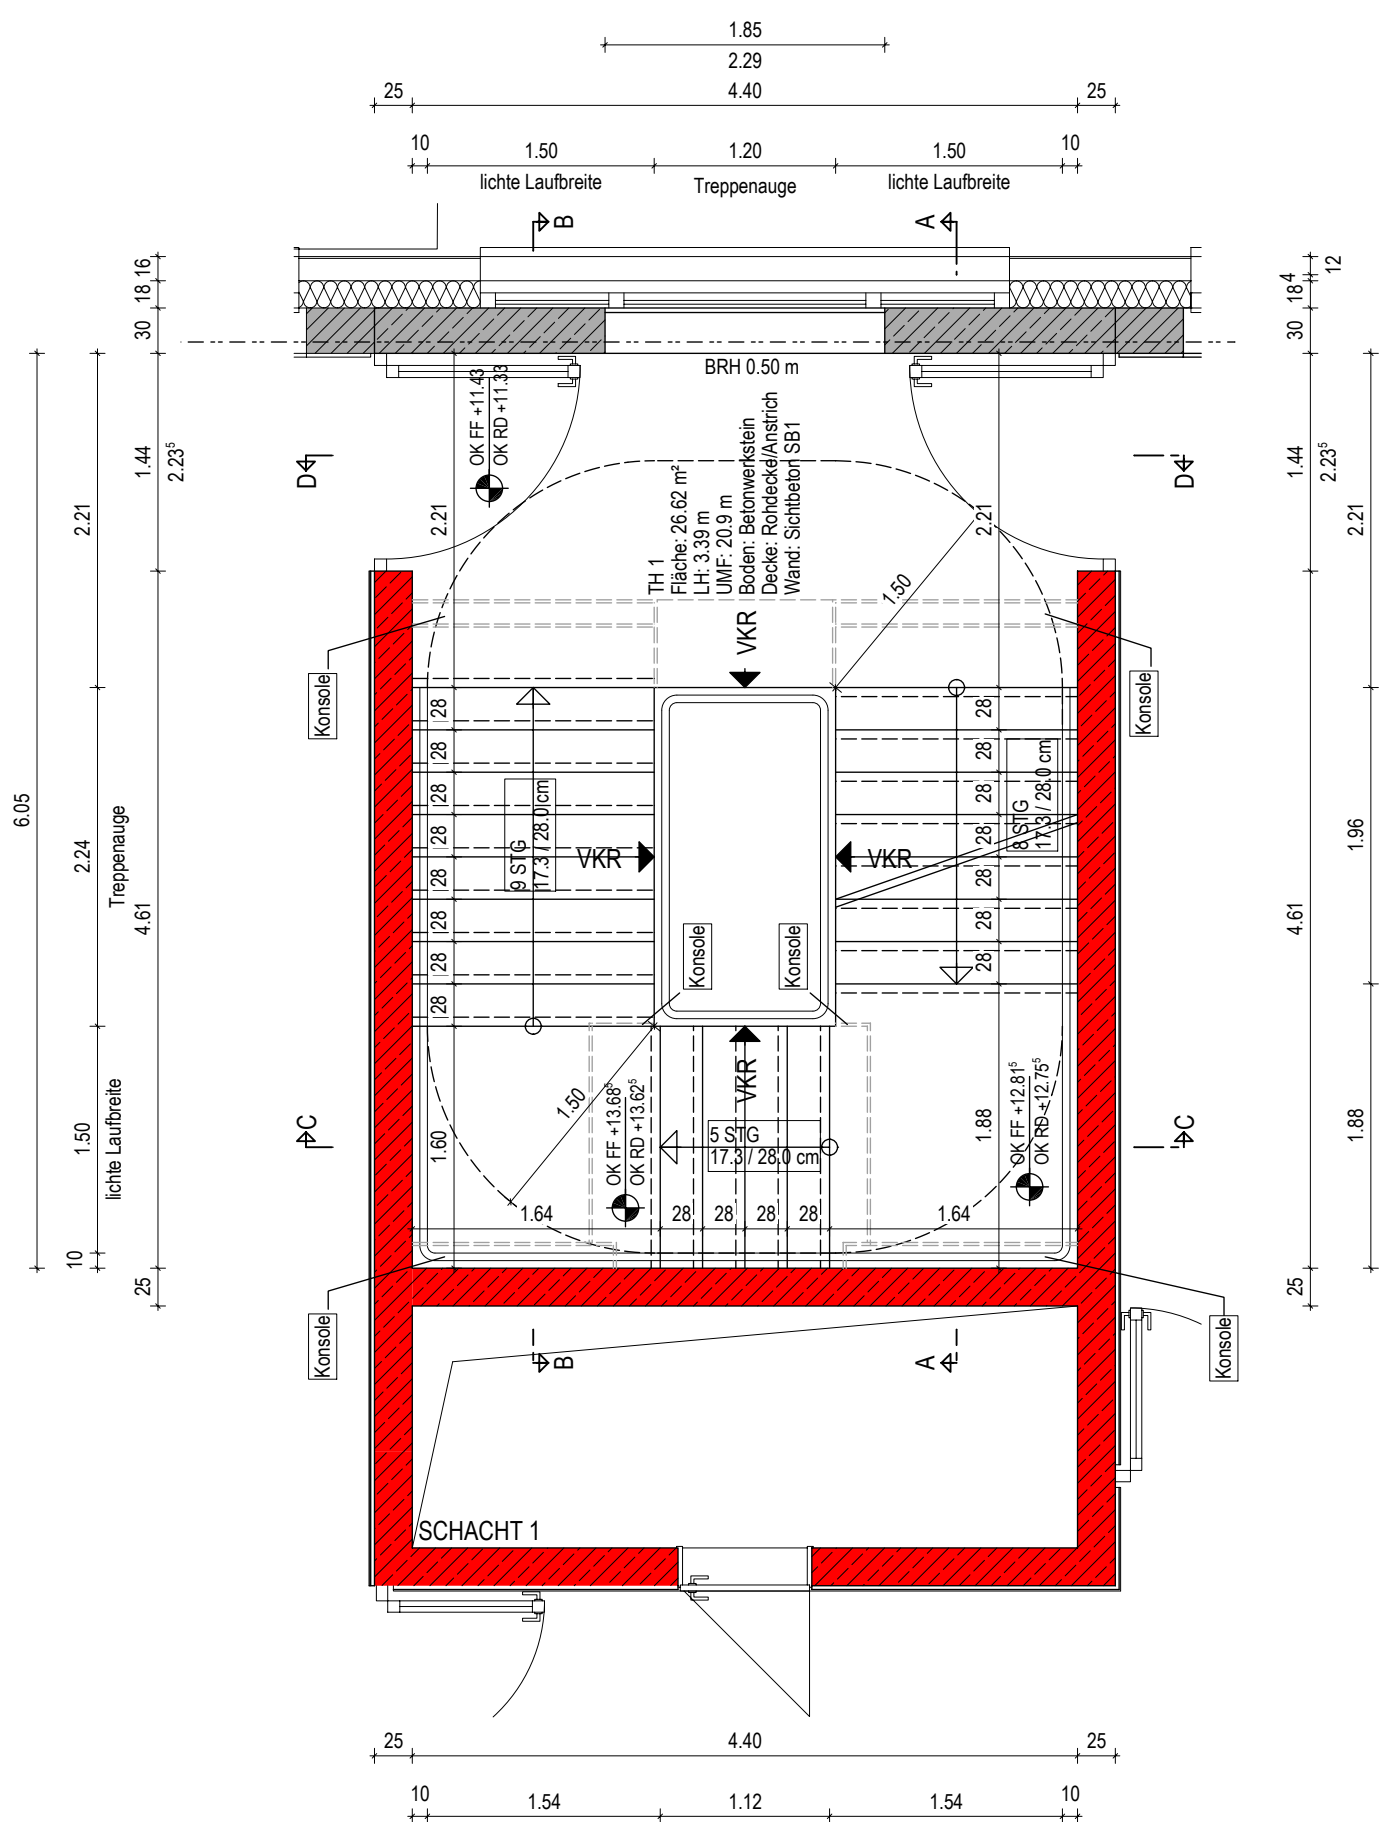 1.85
2.29
25
4.40
25
10
1.50
1.20
1.50
10
lichte Laufbreite
Treppenauge
lichte Laufbreite
B
A
16
18
30
12
4
18
30
BRH 0.50 m
OK FF +11.43
OK RD +11.33
D
D
1.44
2.23⁵
2.21
2.21
2.21
1.44
2.23⁵
2.21
TH 1
Fläche: 26.62 m²
LH: 3.39 m
UMF: 20.9 m
Boden: Betonwerkstein
Decke: Rohdecke/Anstrich
Wand: Sichtbeton SB1
1.50
VKR
Konsole
Konsole
28
28
28
28
28
28
28
28
9 STG
17.3 / 28.0 cm
VKR
VKR
28
28
28
28
28
28
28
8 STG
17.3 / 28.0 cm
6.05
2.24
Treppenauge
4.61
4.61
1.96
Konsole
Konsole
1.50
OK FF +13.68⁵
OK RD +13.62⁵
VKR
5 STG
17.3 / 28.0 cm
OK FF +12.81⁵
OK RD +12.75⁵
C
C
1.50
lichte Laufbreite
1.60
1.88
1.88
1.64
28
28
28
28
1.64
10
25
25
Konsole
Konsole
B
A
SCHACHT 1
25
4.40
25
10
1.54
1.12
1.54
10